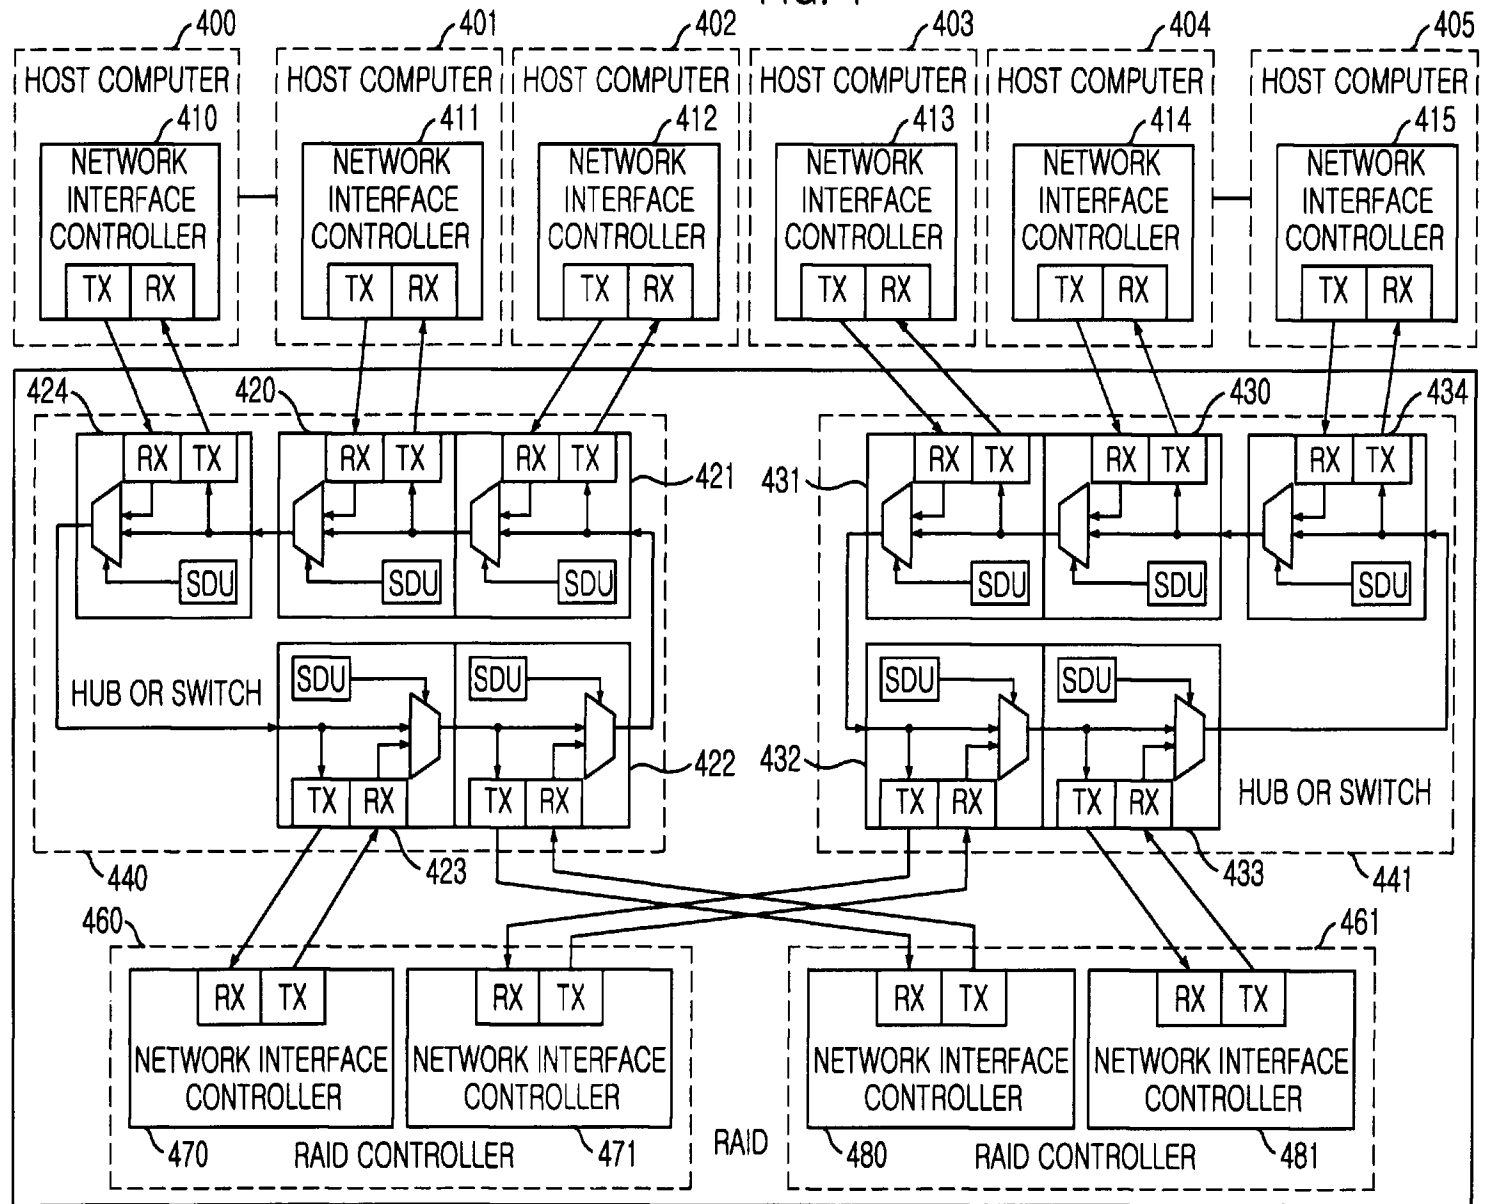 400 401 402 403 404 405
HOST COMPUTER HOST COMPUTER HOST COMPUTER HOST COMPUTER HOST COMPUTER HOST COMPUTER
410 411 412 413 414 415
NETWORK NETWORK NETWORK NETWORK NETWORK NETWORK
INTERFACE INTERFACE INTERFACE INTERFACE INTERFACE INTERFACE
CONTROLLER CONTROLLER CONTROLLER CONTROLLER CONTROLLER CONTROLLER
TX RX TX RX TX RX TX RX TX RX TX RX
424 420 430 434
RX TX RX TX RX TX RX TX RX TX RX TX
421 431
SDU SDU SDU SDU SDU SDU
SDU SDU SDU SDU
HUB OR SWITCH
422 432
TX RX TX RX TX RX TX RX
HUB OR SWITCH
440 423 433 441
460 461
RX TX RX TX RX TX RX TX
NETWORK INTERFACE NETWORK INTERFACE NETWORK INTERFACE NETWORK INTERFACE
CONTROLLER CONTROLLER CONTROLLER CONTROLLER
470 RAID CONTROLLER 471 RAID 480 RAID CONTROLLER 481